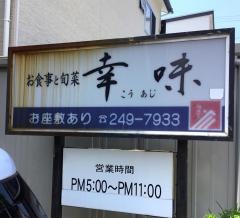 お食事と旬菜 幸味
こう あじ
お座敷あり ☎249-7933
営業時間
PM5:00〜PM11:00